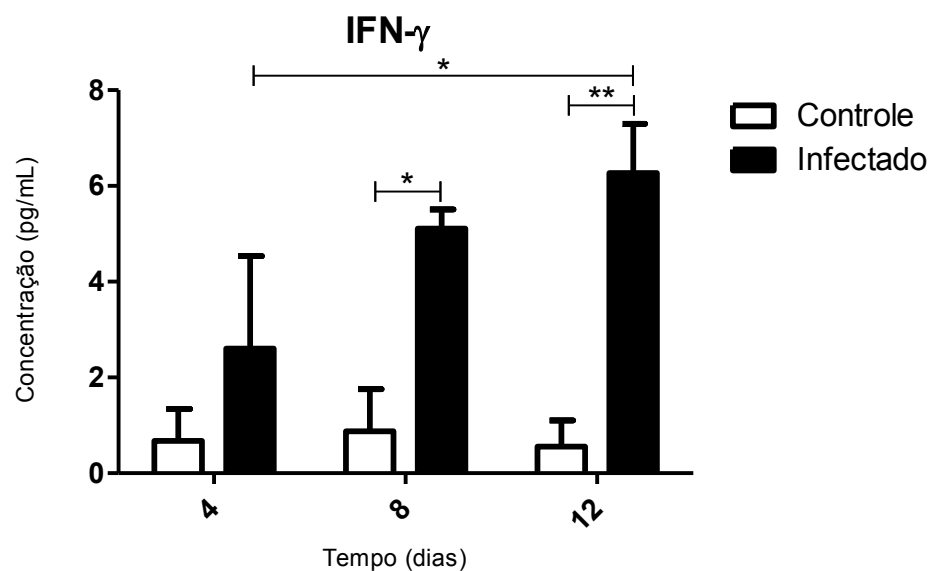 IFN-γ
*
**
*
Controle
Infectado
Concentração (pg/mL)
8
6
4
2
0
4
8
12
Tempo (dias)